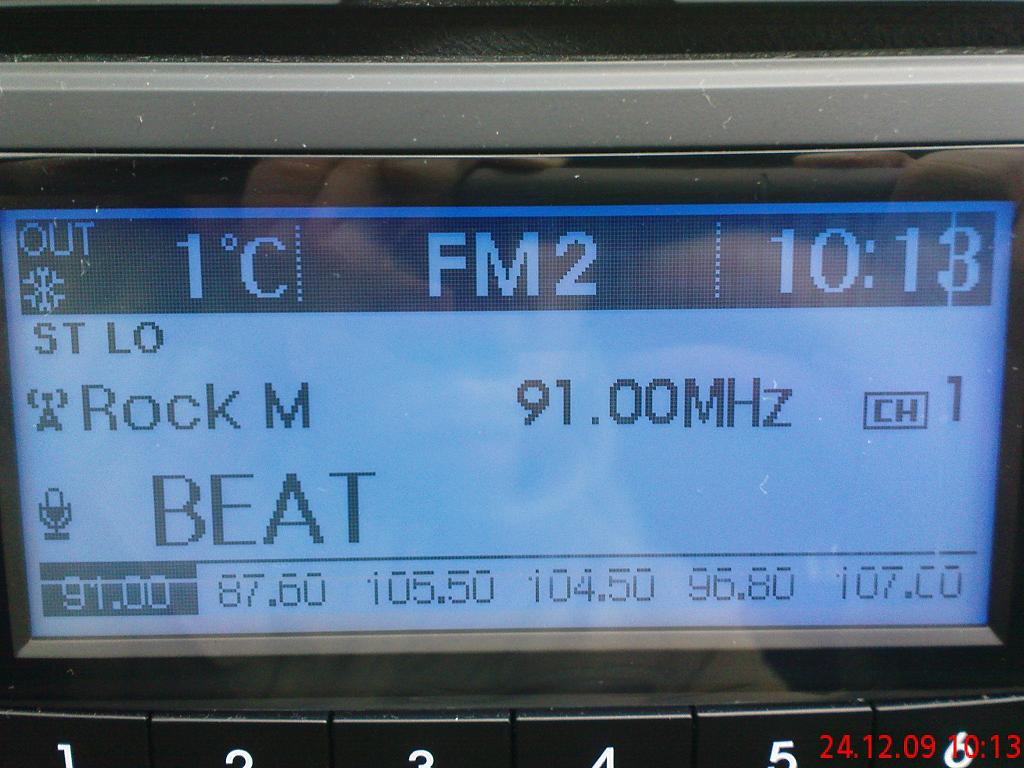 OUT 1°C FM2 10:13
ST LO
Rock M 91.00MHz CH 1
BEAT
91.00 87.60 105.50 104.50 96.80 107.00
1 2 3 4 5 6
24.12.09 10:13